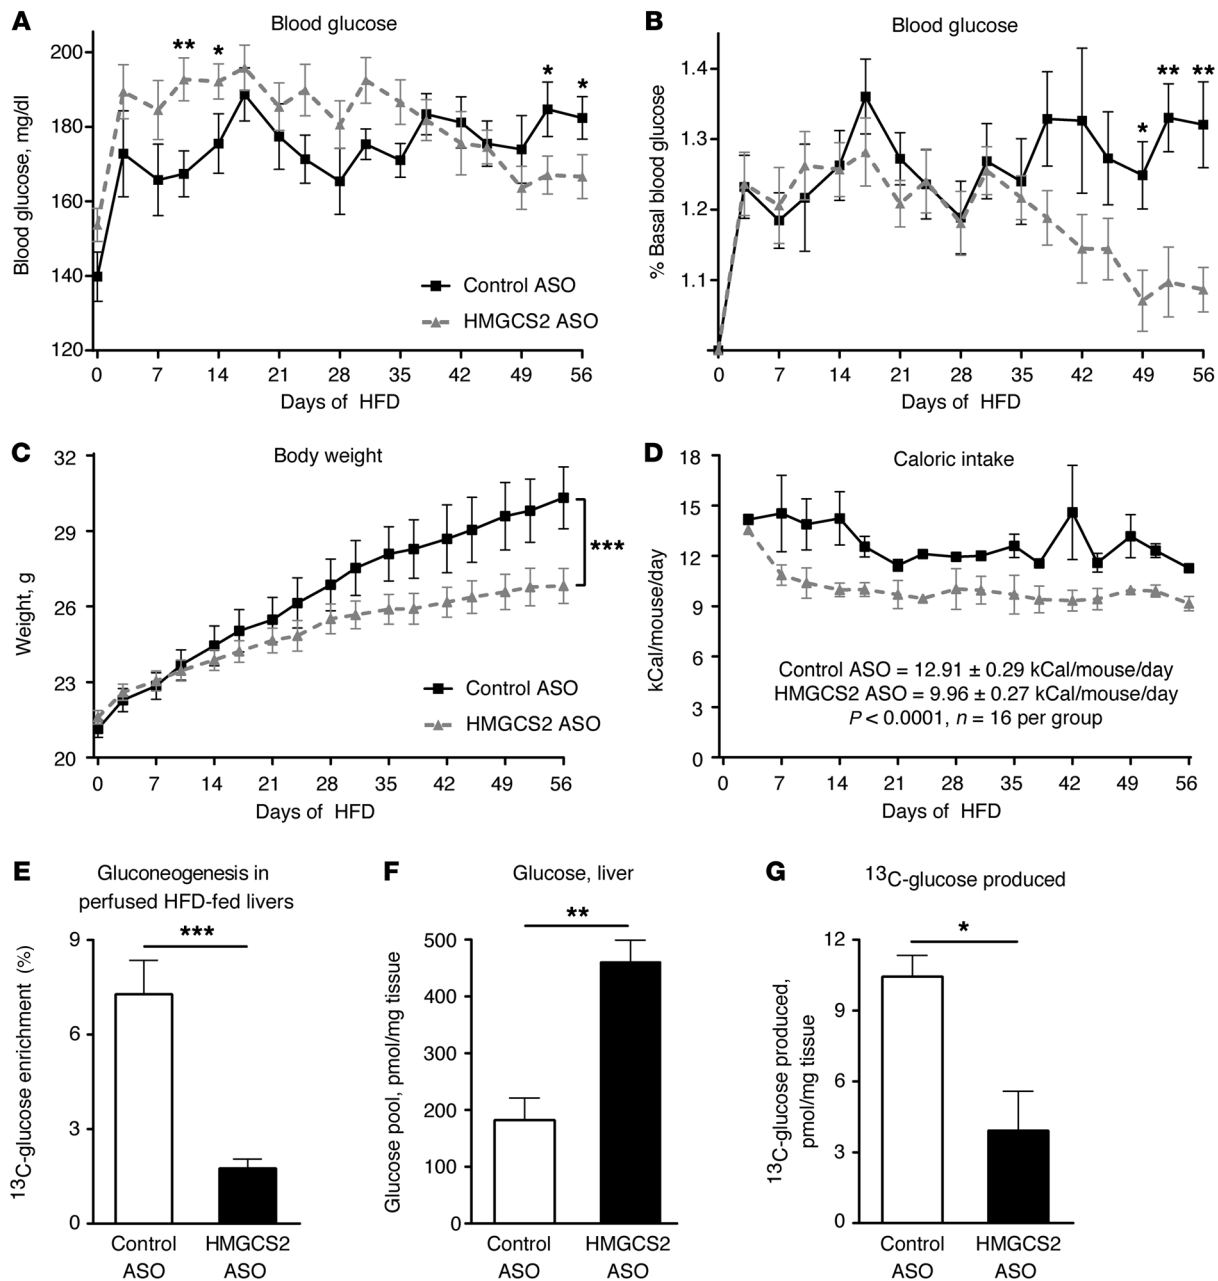 A
Blood glucose
Blood glucose, mg/dl
200
180
160
140
120
** * * *
Control ASO
HMGCS2 ASO
0 7 14 21 28 35 42 49 56
Days of HFD
B
Blood glucose
% Basal blood glucose
1.4
1.3
1.2
1.1
* ** **
0 7 14 21 28 35 42 49 56
Days of HFD
C
Body weight
Weight, g
32
29
26
23
20
***
Control ASO
HMGCS2 ASO
0 7 14 21 28 35 42 49 56
Days of HFD
D
Caloric intake
kCal/mouse/day
18
15
12
9
6
3
0
Control ASO = 12.91 ± 0.29 kCal/mouse/day
HMGCS2 ASO = 9.96 ± 0.27 kCal/mouse/day
P < 0.0001, n = 16 per group
0 7 14 21 28 35 42 49 56
Days of HFD
E
Gluconeogenesis in
perfused HFD-fed livers
13C-glucose enrichment (%)
9
6
3
0
***
Control
ASO
HMGCS2
ASO
F
Glucose, liver
Glucose pool, pmol/mg tissue
500
400
300
200
100
0
**
Control
ASO
HMGCS2
ASO
G
13C-glucose produced
13C-glucose produced,
pmol/mg tissue
12
9
6
3
0
*
Control
ASO
HMGCS2
ASO